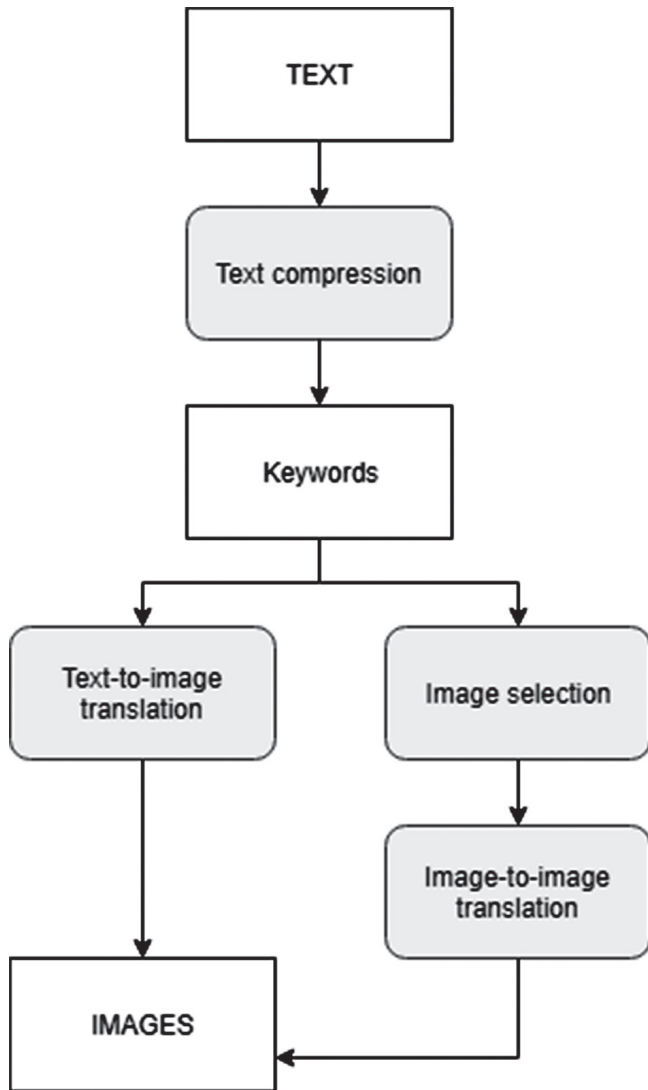 TEXT
Text compression
Keywords
Text-to-image
translation
Image selection
Image-to-image
translation
IMAGES